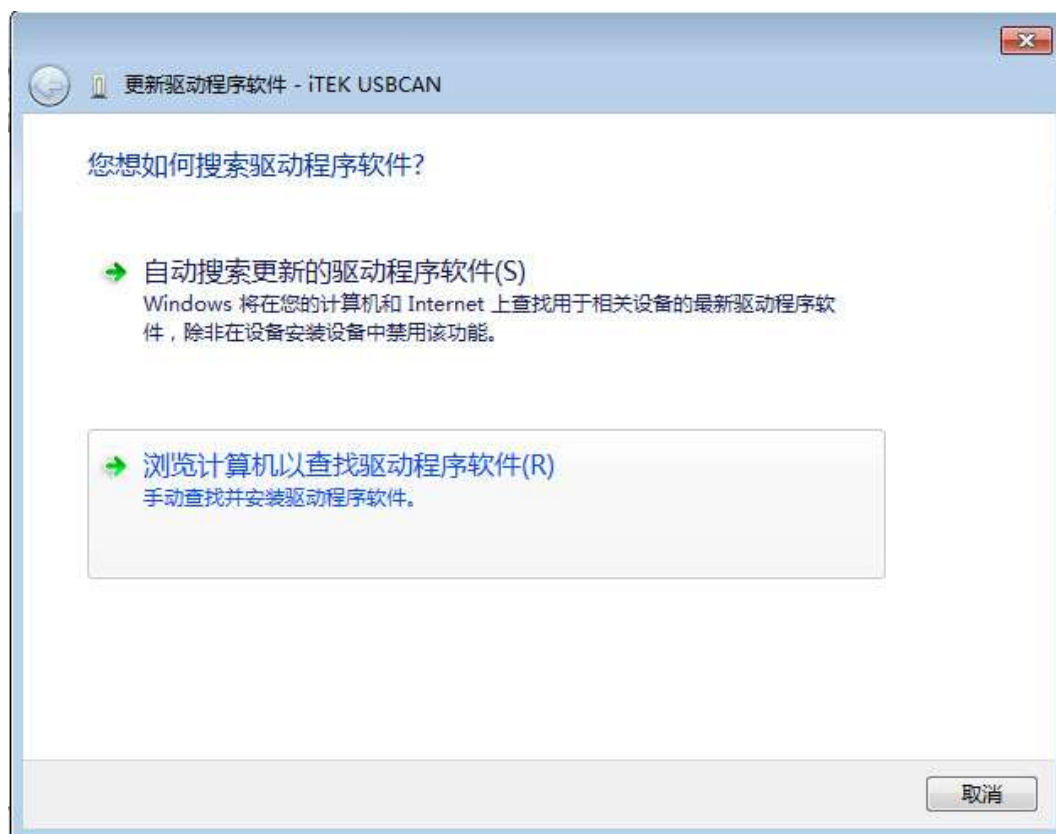 更新驱动程序软件 - iTEK USBCAN
您想如何搜索驱动程序软件?
自动搜索更新的驱动程序软件(S)
Windows 将在您的计算机和 Internet 上查找用于相关设备的最新驱动程序软
件，除非在设备安装设备中禁用该功能。
浏览计算机以查找驱动程序软件(R)
手动查找并安装驱动程序软件。
取消